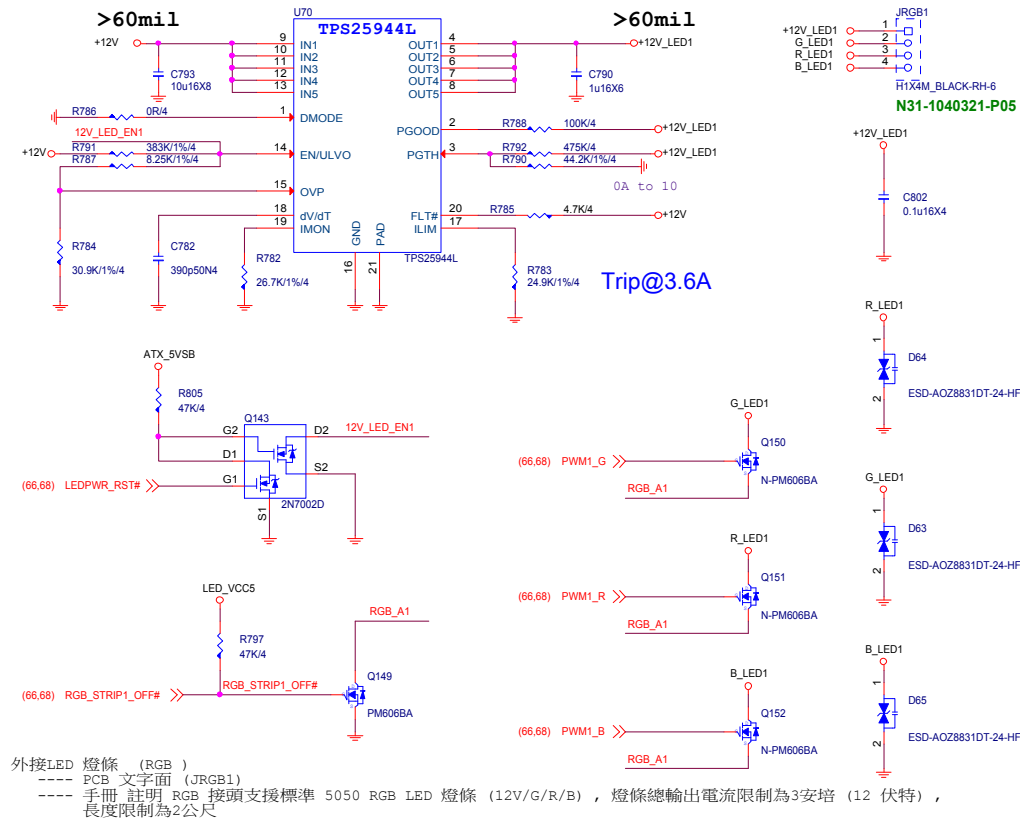 >60mil
U70
TPS25944L
>60mil
JRGB1
+12V
9
IN1
10
IN2
11
IN3
12
IN4
13
IN5
4
OUT1
5
OUT2
6
OUT3
7
OUT4
8
OUT5
+12V_LED1
C793
10u16X8
C790
1u16X6
+12V_LED1
1
G_LED1
2
R_LED1
3
B_LED1
4
H1X4M_BLACK-RH-6
N31-1040321-P05
R786
0R/4
1
DMODE
12V_LED_EN1
+12V
R791
383K/1%/4
R787
8.25K/1%/4
14
EN/ULVO
15
OVP
18
dV/dT
19
IMON
GND
PAD
16
21
PGOOD
2
R788
100K/4
+12V_LED1
PGTH
3
R792
475K/4
+12V_LED1
R790
44.2K/1%/4
0A to 10
FLT#
20
R785
4.7K/4
+12V
ILIM
17
TPS25944L
R784
30.9K/1%/4
C782
390p50N4
R782
26.7K/1%/4
R783
24.9K/1%/4
Trip@3.6A
+12V_LED1
C802
0.1u16X4
ATX_5VSB
R805
47K/4
Q143
G2
D2
12V_LED_EN1
D1
S2
(66,68) LEDPWR_RST#
G1
S1
2N7002D
LED_VCC5
R797
47K/4
(66,68) RGB_STRIP1_OFF#
RGB_STRIP1_OFF#
RGB_A1
Q149
PM606BA
G_LED1
Q150
(66,68) PWM1_G
N-PM606BA
RGB_A1
R_LED1
Q151
(66,68) PWM1_R
N-PM606BA
RGB_A1
B_LED1
Q152
(66,68) PWM1_B
N-PM606BA
RGB_A1
R_LED1
1
D64
2
ESD-AOZ8831DT-24-HF
G_LED1
1
D63
2
ESD-AOZ8831DT-24-HF
B_LED1
1
D65
2
ESD-AOZ8831DT-24-HF
外接LED 燈條 (RGB )
---- PCB 文字面 (JRGB1)
---- 手冊 註明 RGB 接頭支援標準 5050 RGB LED 燈條 (12V/G/R/B) , 燈條總輸出電流限制為3安培 (12 伏特) ,
長度限制為2公尺